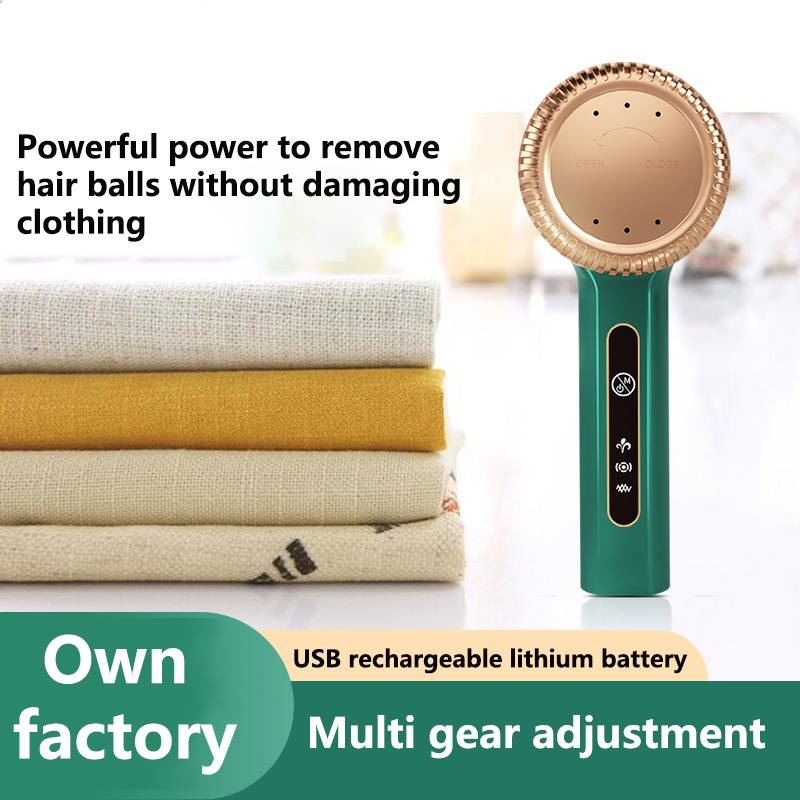 Powerful power to remove
hair balls without damaging
clothing
OPEN CLOSE
M
Own
factory
USB rechargeable lithium battery
Multi gear adjustment